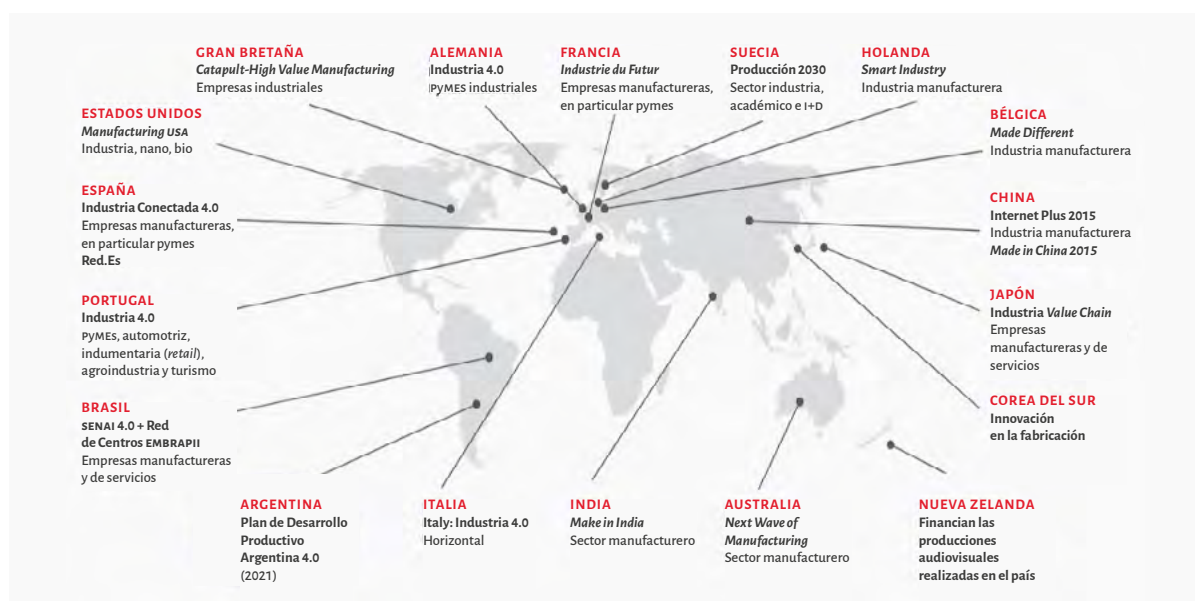 GRAN BRETAÑA
Catapult-High Value Manufacturing
Empresas industriales
ALEMANIA
Industria 4.0
PyMES industriales
FRANCIA
Industrie du Futur
Empresas manufactureras,
en particular pymes
SUECIA
Producción 2030
Sector industria,
académico e I+D
HOLANDA
Smart Industry
Industria manufacturera
ESTADOS UNIDOS
Manufacturing USA
Industria, nano, bio
BÉLGICA
Made Different
Industria manufacturera
ESPAÑA
Industria Conectada 4.0
Empresas manufactureras,
en particular pymes
Red.Es
CHINA
Internet Plus 2015
Industria manufacturera
Made in China 2015
PORTUGAL
Industria 4.0
PyMEs, automotriz,
indumentaria (retail),
agroindustria y turismo
JAPÓN
Industria Value Chain
Empresas
manufactureras y de
servicios
BRASIL
SENAI 4.0 + Red
de Centros EMBRAPII
Empresas manufactureras
y de servicios
COREA DEL SUR
Innovación
en la fabricación
ARGENTINA
Plan de Desarrollo
Productivo
Argentina 4.0
(2021)
ITALIA
Italy: Industria 4.0
Horizontal
INDIA
Make in India
Sector manufacturero
AUSTRALIA
Next Wave of
Manufacturing
Sector manufacturero
NUEVA ZELANDA
Financian las
producciones
audiovisuales
realizadas en el país